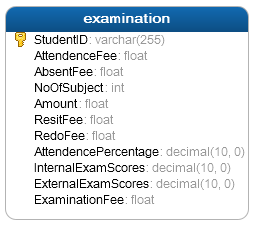 examination
StudentID: varchar(255)
AttendenceFee: float
AbsentFee: float
NoOfSubject: int
Amount: float
ResitFee: float
RedoFee: float
AttendencePercentage: decimal(10, 0)
InternalExamScores: decimal(10, 0)
ExternalExamScores: decimal(10, 0)
ExaminationFee: float